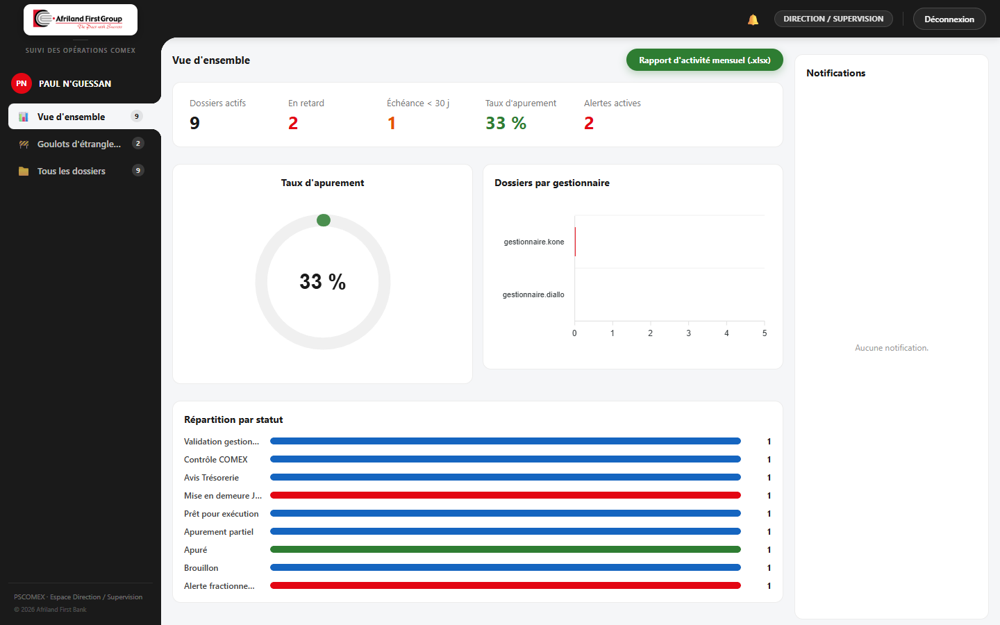 Afriland First Group
The Pact with Success
SUIVI DES OPÉRATIONS COMEX
PN
PAUL N'GUESSAN
Vue d'ensemble
9
Goulots d'étrangle...
2
Tous les dossiers
9
PSCOMEX · Espace Direction / Supervision
© 2026 Afriland First Bank
DIRECTION / SUPERVISION
Déconnexion
Vue d'ensemble
Rapport d'activité mensuel (.xlsx)
Dossiers actifs
9
En retard
2
Échéance < 30 j
1
Taux d'apurement
33 %
Alertes actives
2
Taux d'apurement
33 %
Dossiers par gestionnaire
gestionnaire.kone
gestionnaire.diallo
0 1 2 3 4 5
Répartition par statut
Validation gestion... 1
Contrôle COMEX 1
Avis Trésorerie 1
Mise en demeure J... 1
Prêt pour exécution 1
Apurement partiel 1
Apuré 1
Brouillon 1
Alerte fractionne... 1
Notifications
Aucune notification.